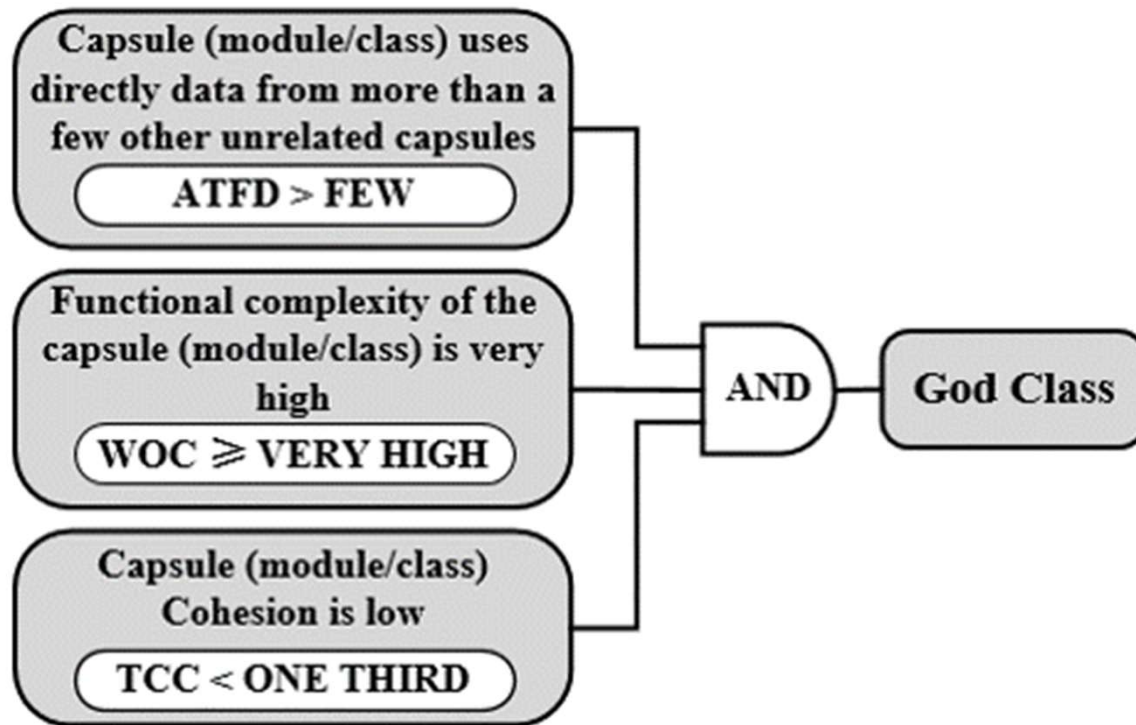 Capsule (module/class) uses
directly data from more than a
few other unrelated capsules
ATFD > FEW
Functional complexity of the
capsule (module/class) is very
high
WOC ⩾ VERY HIGH
Capsule (module/class)
Cohesion is low
TCC < ONE THIRD
AND
God Class